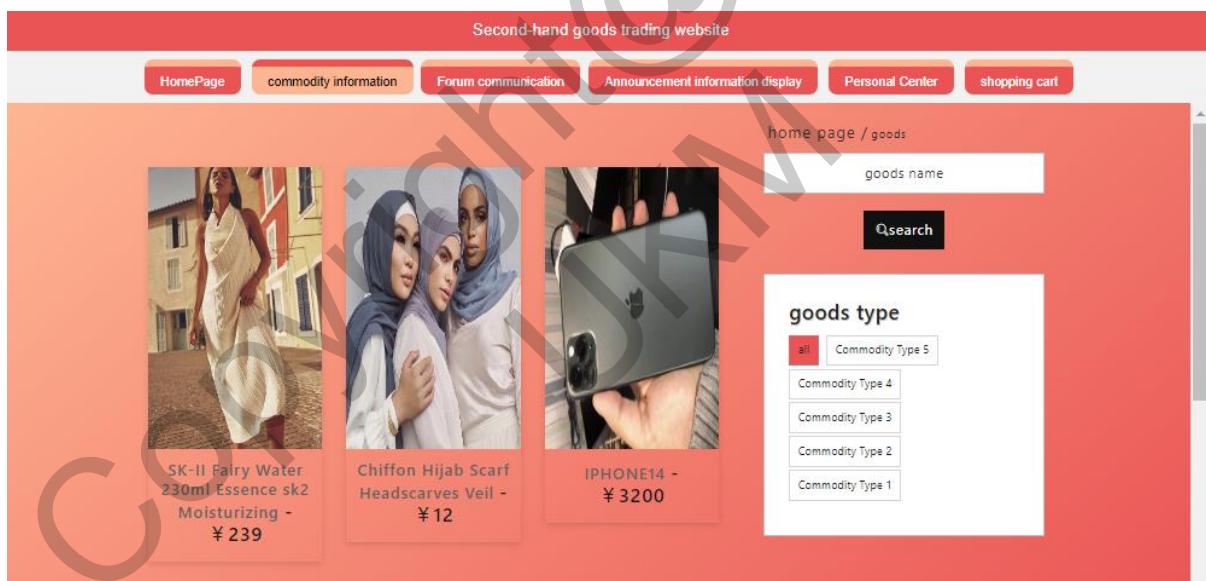 Second-hand goods trading website
HomePage
commodity information
Forum communication
Announcement information display
Personal Center
shopping cart
home page / goods
goods name
search
goods type
all
Commodity Type 5
Commodity Type 4
Commodity Type 3
Commodity Type 2
Commodity Type 1
SK-II Fairy Water
230ml Essence sk2
Moisturizing -
¥239
Chiffon Hijab Scarf
Headscarves Veil -
¥12
IPHONE14 -
¥3200
Copyright@
UKM